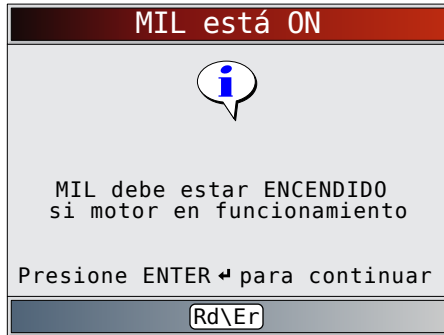 MIL está ON
i
MIL debe estar ENCENDIDO
si motor en funcionamiento
Presione ENTER ↵ para continuar
Rd\Er